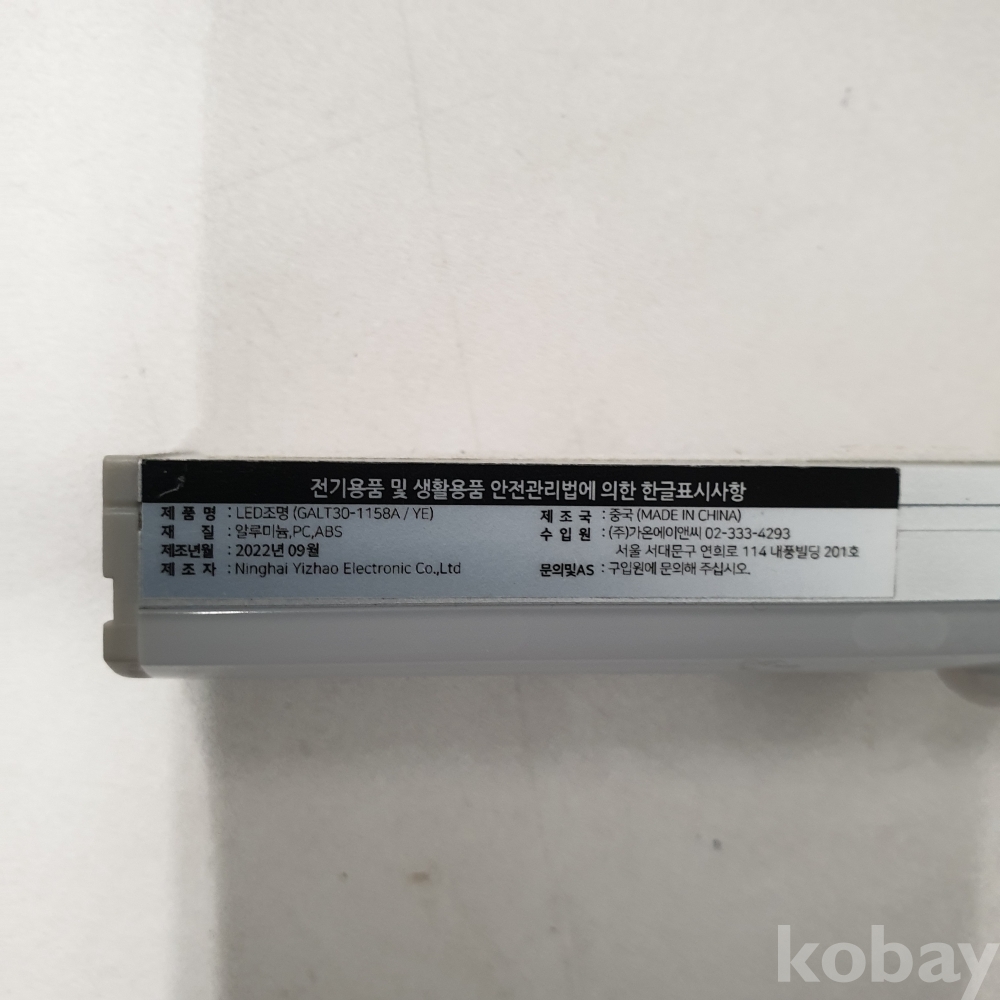 전기용품 및 생활용품 안전관리법에 의한 한글표시사항
제 품 명 : LED조명 (GALT30-1158A / YE)
재 질 : 알루미늄,PC,ABS
제조년월 : 2022년 09월
제 조 자 : Ninghai Yizhao Electronic Co.,Ltd
제 조 국 : 중국 (MADE IN CHINA)
수 입 원 : (주)가온에이앤씨 02-333-4293
서울 서대문구 연희로 114 내풍빌딩 201호
문의및AS : 구입원에 문의해 주십시오.
kobay